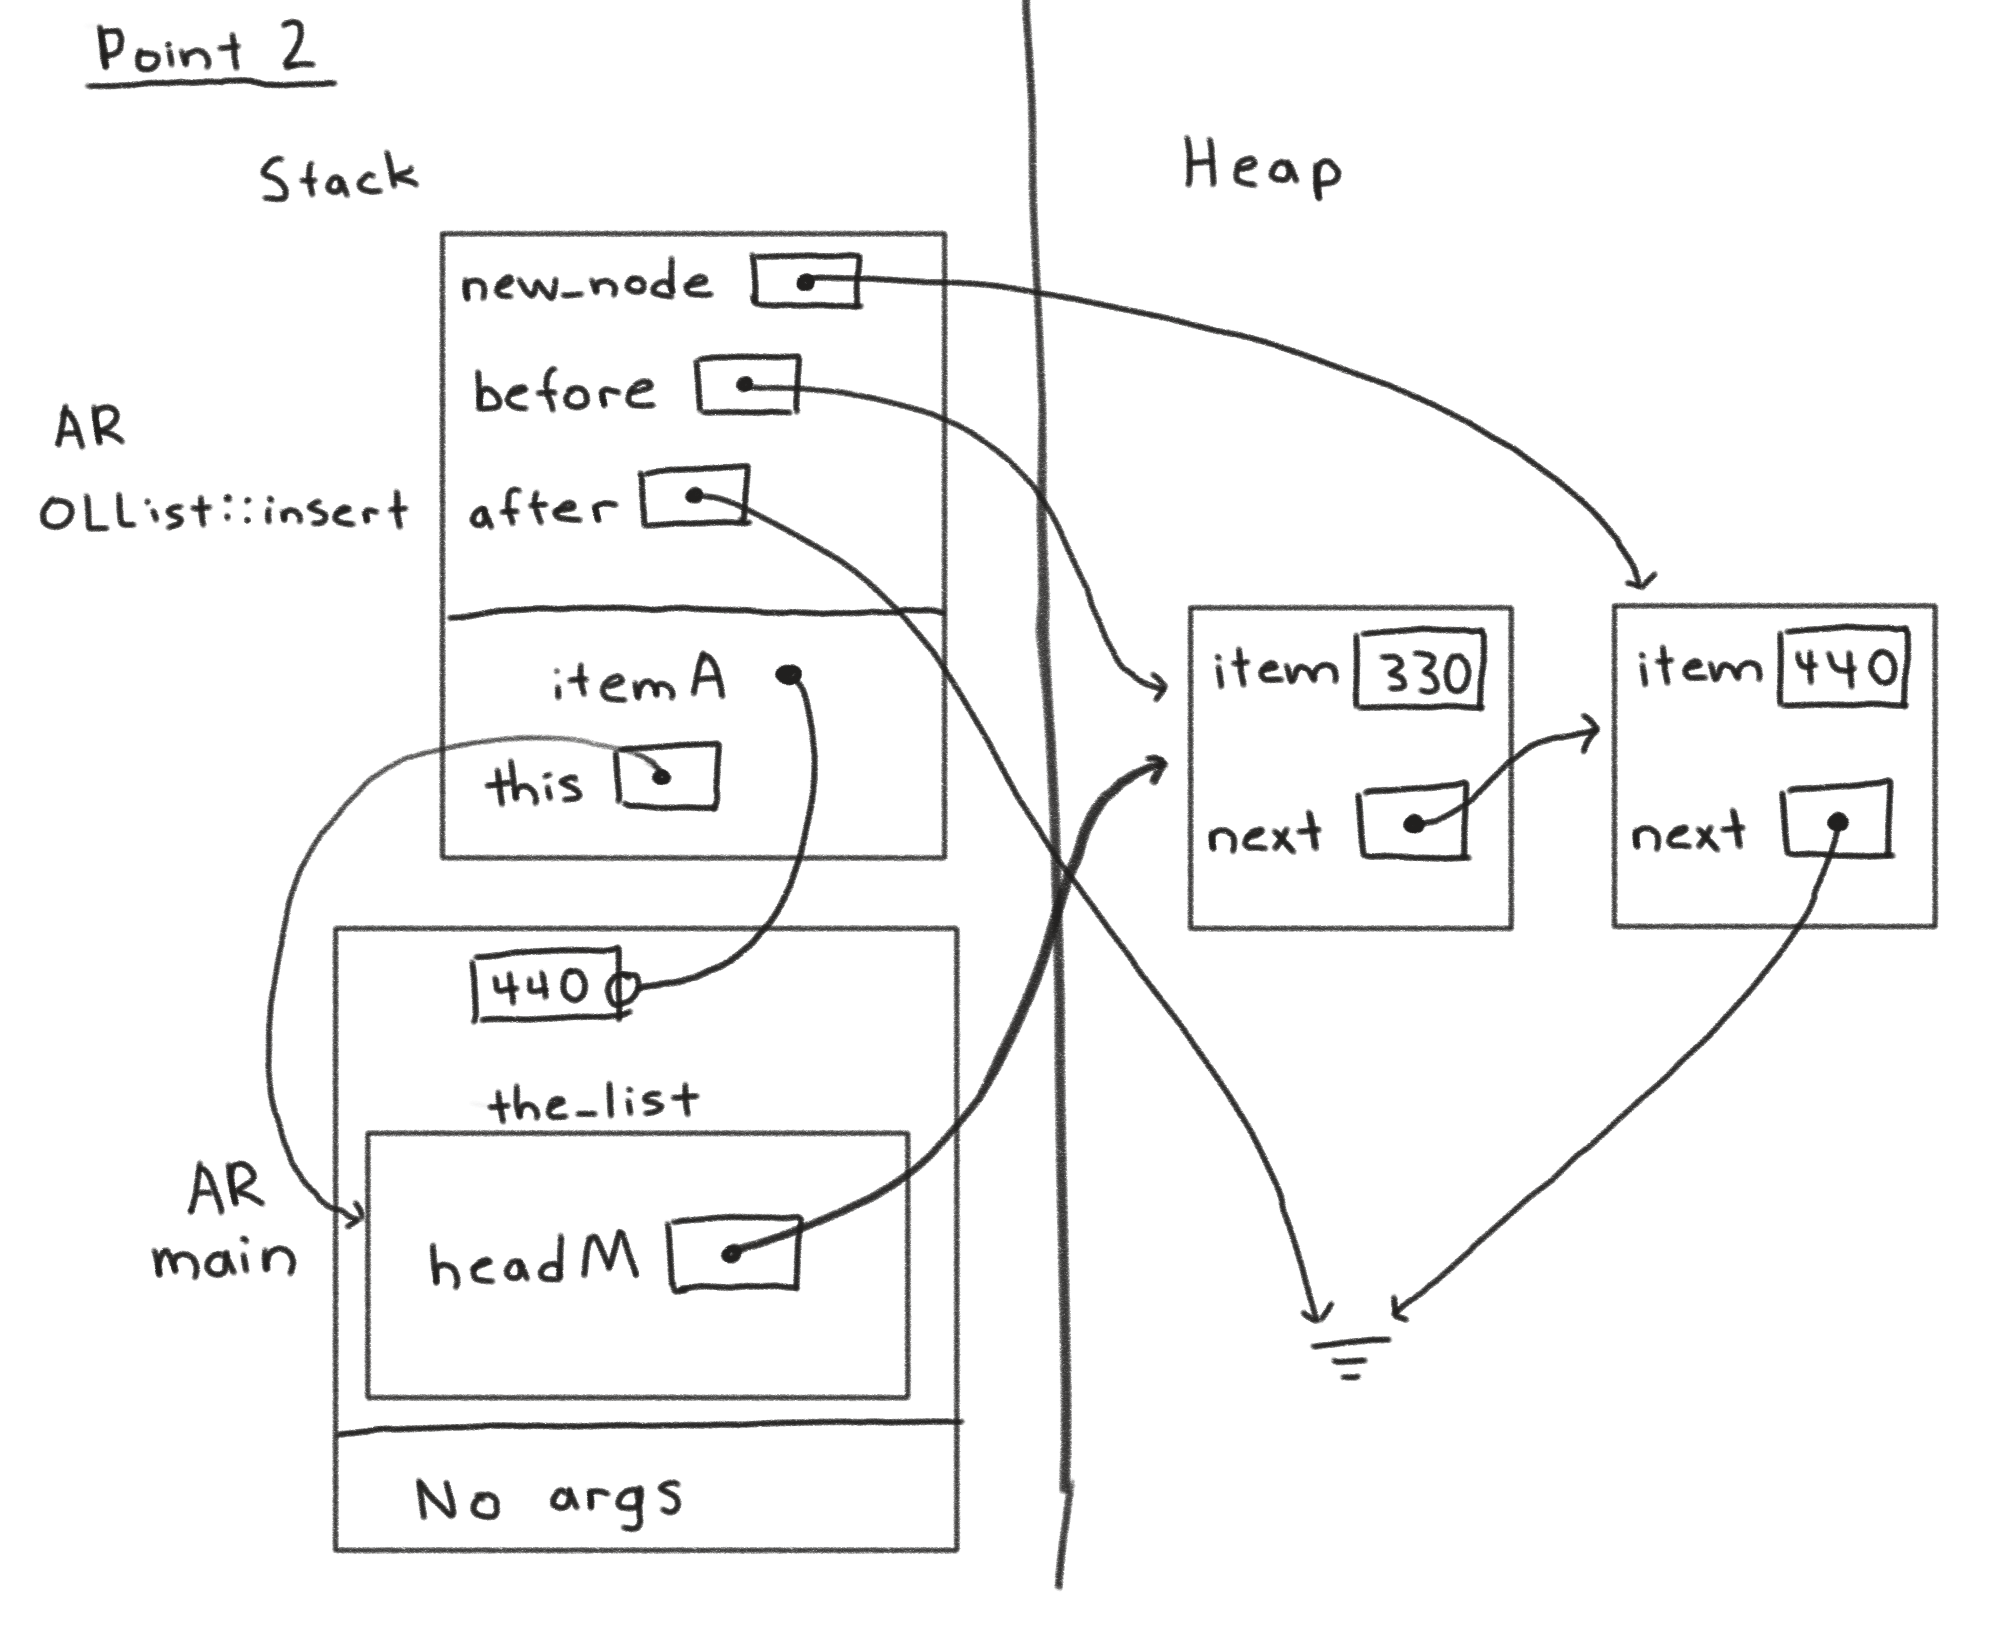 Point 2
Stack
Heap
new_node
before
after
AR
OLList::insert
itemA
this
item 330
next
item 440
next
440
the_list
AR
main
headM
No args